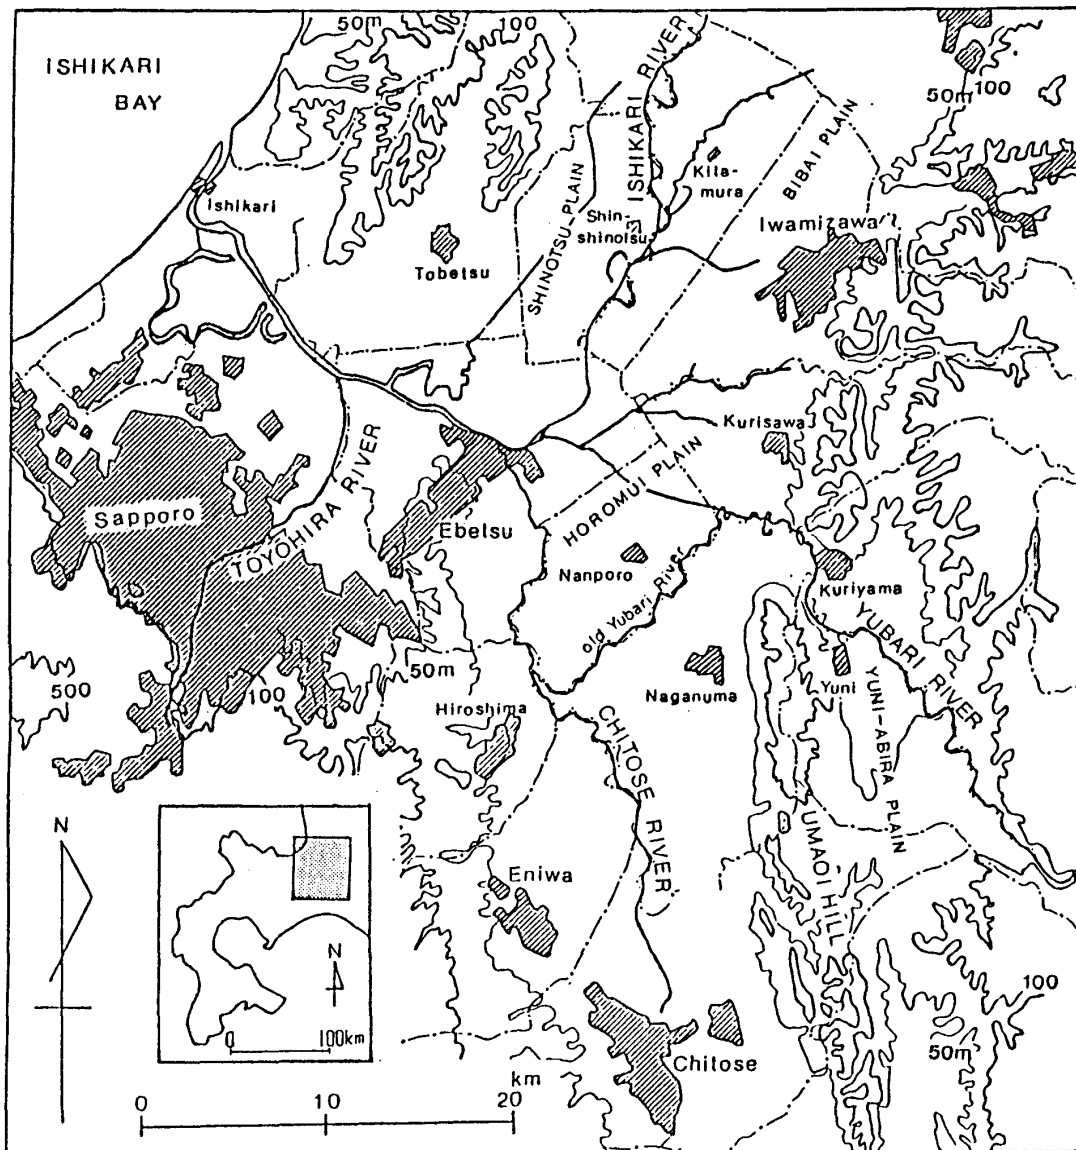 ISHIKARI
BAY
50m
100
ISHIKARI RIVER
100
50m
BIBAI PLAIN
Kita-
mura
SHINOTSU-PLAIN
Shin-
shinotsu
Ishikari
Tobetsu
Iwamizawa
Kurisawa
HOROMUI PLAIN
Sapporo
TOYOHIRA RIVER
Ebetsu
Nanporo
old Yubari River
Kuriyama
YUBARI RIVER
500
100
50m
Hiroshima
Naganuma
Yuni
YUNI-ABIRA PLAIN
CHITOSE RIVER
UMAOI HILL
N
Eniwa
N
0
100km
100
50m
Chitose
km
0
10
20